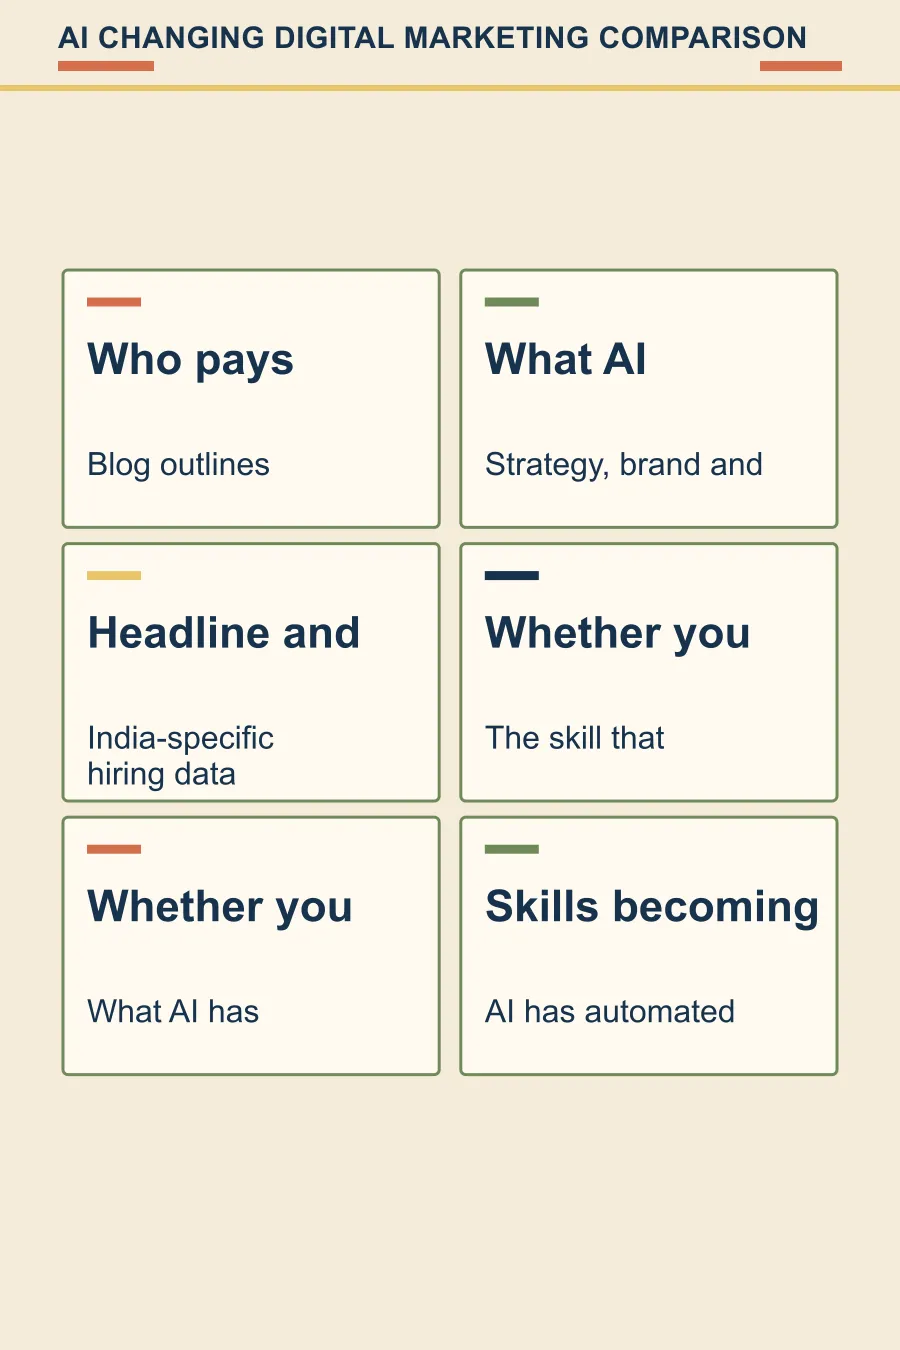 AI CHANGING DIGITAL MARKETING COMPARISON
Who pays
Blog outlines
What AI
Strategy, brand and
Headline and
India-specific
hiring data
Whether you
The skill that
Whether you
What AI has
Skills becoming
AI has automated